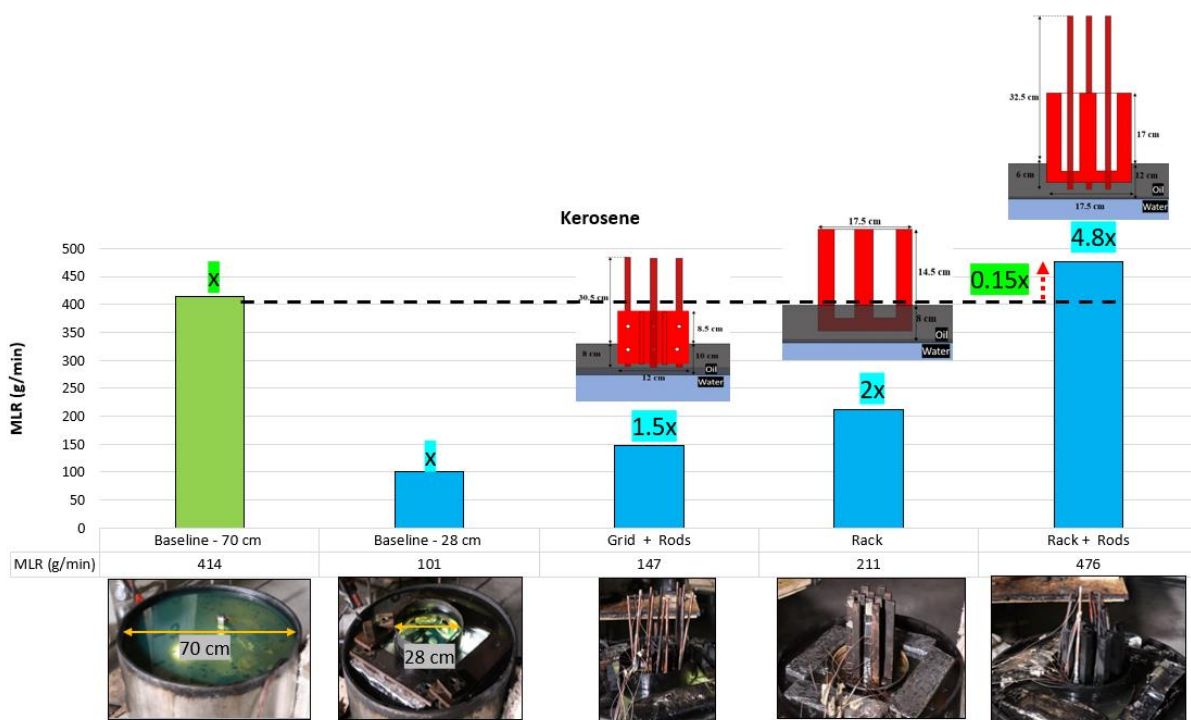 32.5 cm
17 cm
6 cm
12 cm
Oil
17.5 cm
Water
Kerosene
17.5 cm
4.8x
500
450
400
350
300
250
200
150
100
50
0
MLR (g/min)
x
0.15x
14.5 cm
8 cm
Oil
Water
30.5 cm
8.5 cm
8 cm
10 cm
Oil
12 cm
Water
2x
1.5x
x
Baseline - 70 cm
Baseline - 28 cm
Grid + Rods
Rack
Rack + Rods
MLR (g/min)
414
101
147
211
476
70 cm
28 cm